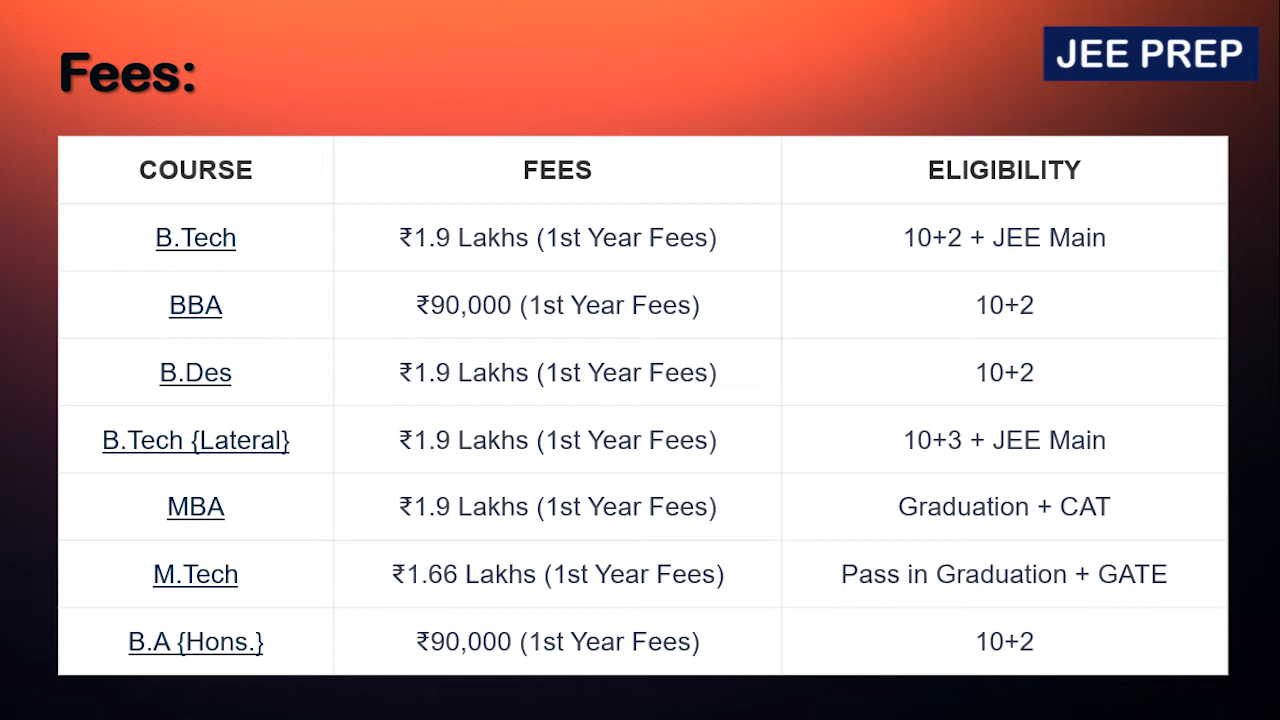 Fees:
JEE PREP
COURSE FEES ELIGIBILITY
B.Tech ₹1.9 Lakhs (1st Year Fees) 10+2 + JEE Main
BBA ₹90,000 (1st Year Fees) 10+2
B.Des ₹1.9 Lakhs (1st Year Fees) 10+2
B.Tech {Lateral} ₹1.9 Lakhs (1st Year Fees) 10+3 + JEE Main
MBA ₹1.9 Lakhs (1st Year Fees) Graduation + CAT
M.Tech ₹1.66 Lakhs (1st Year Fees) Pass in Graduation + GATE
B.A {Hons.} ₹90,000 (1st Year Fees) 10+2